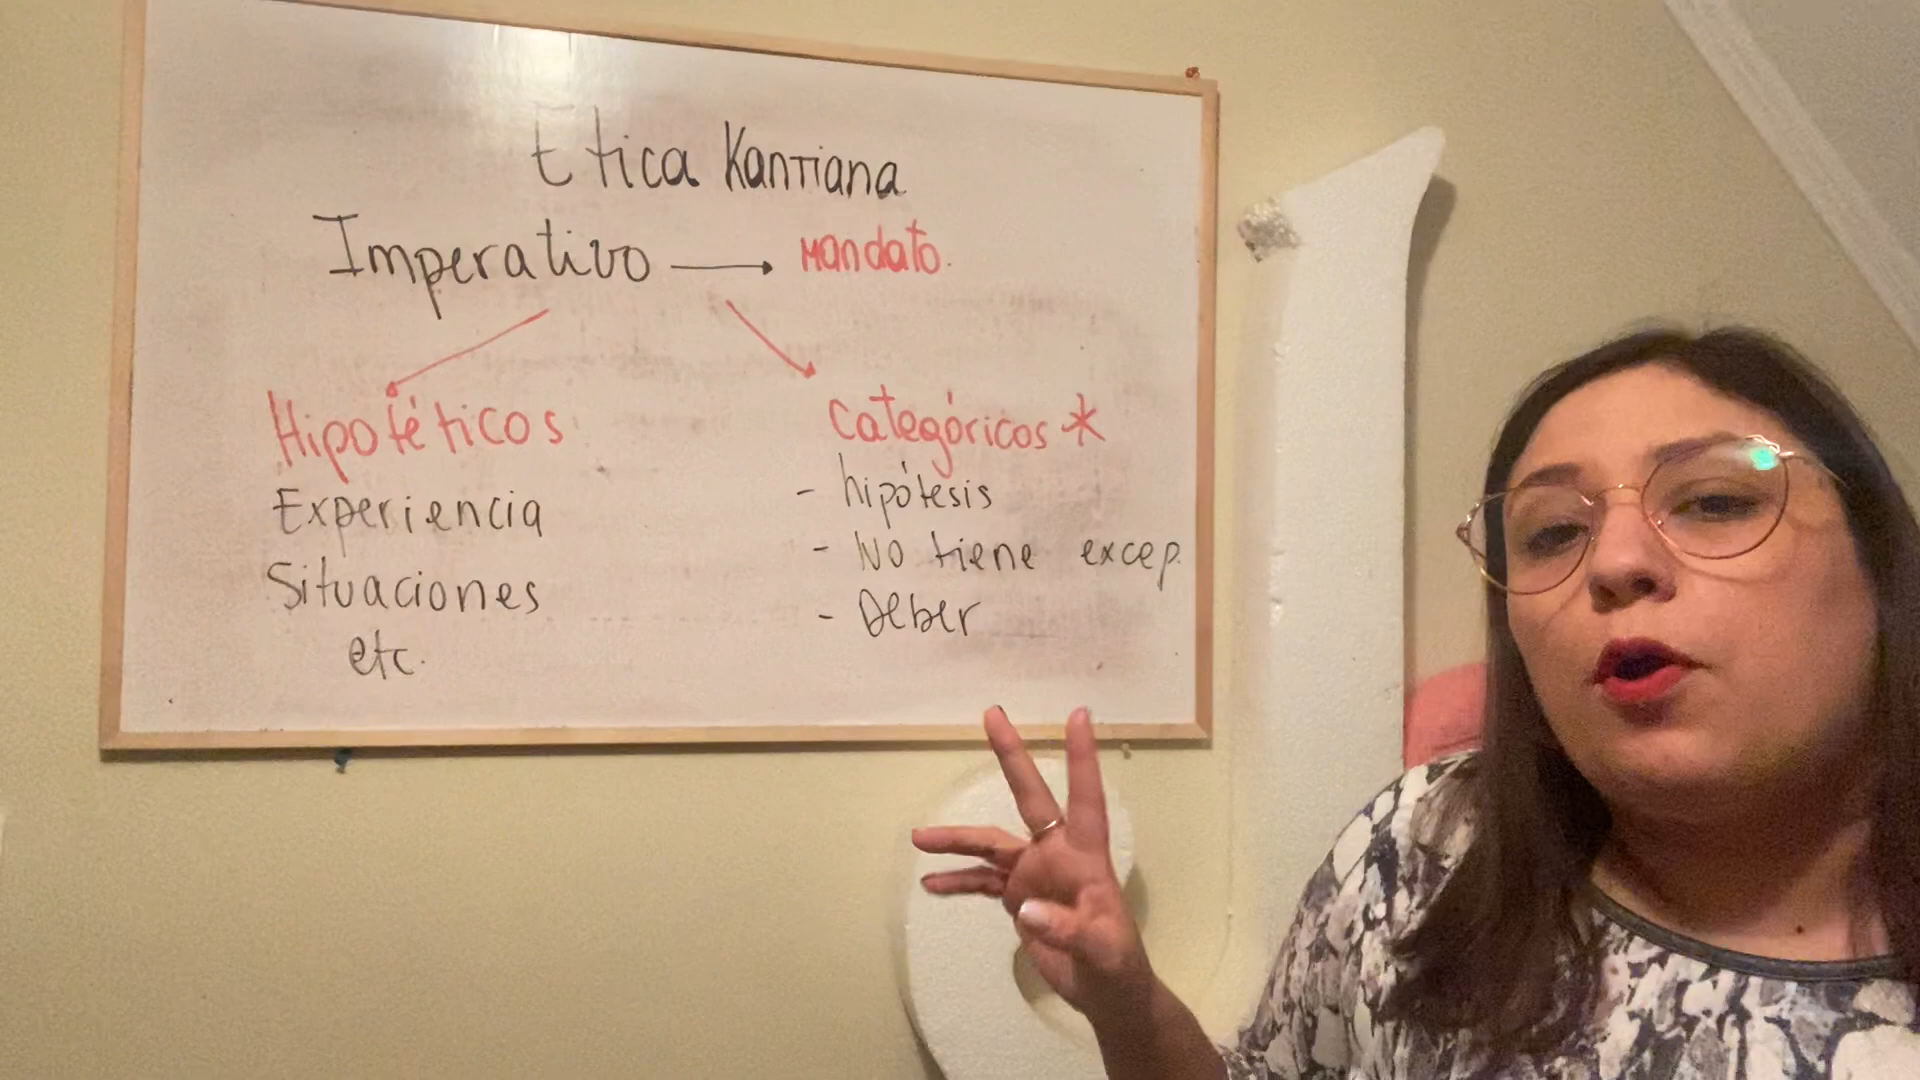 Etica Kantiana
Imperativo → Mandato.
Hipotéticos
Experiencia
Situaciones
etc.
Categóricos *
- hipótesis
- No tiene excep.
- Deber